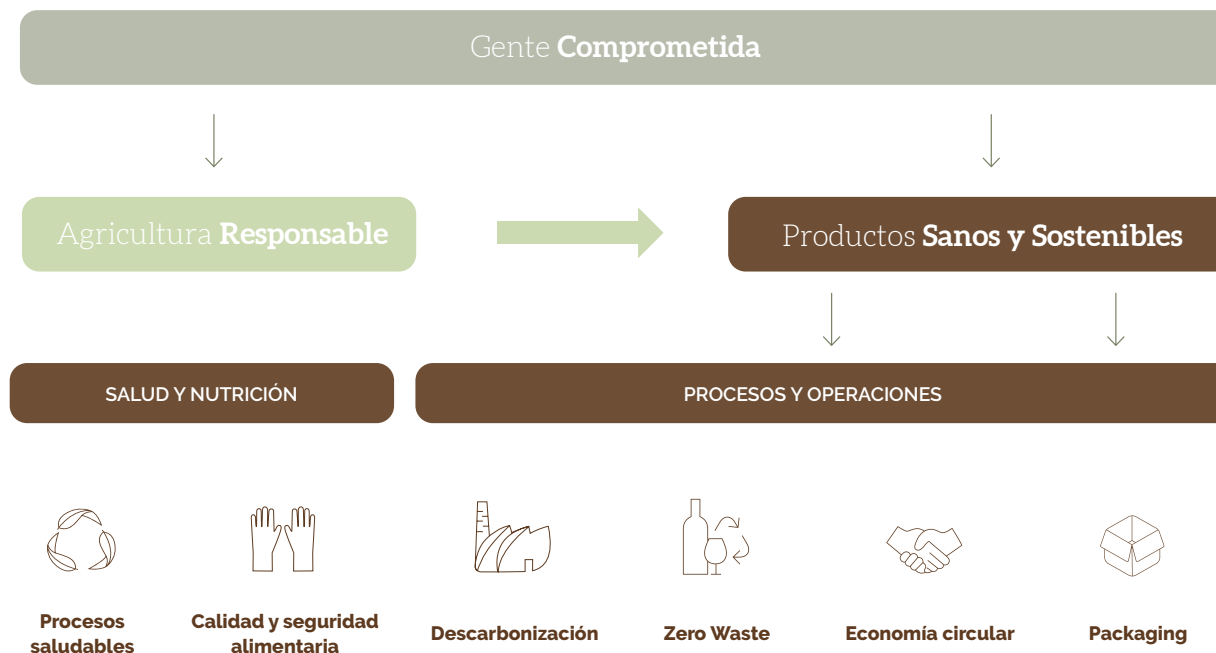 Gente Comprometida
Agricultura Responsable
Productos Sanos y Sostenibles
SALUD Y NUTRICIÓN
PROCESOS Y OPERACIONES
Procesos
saludables
Calidad y seguridad
alimentaria
Descarbonización
Zero Waste
Economía circular
Packaging